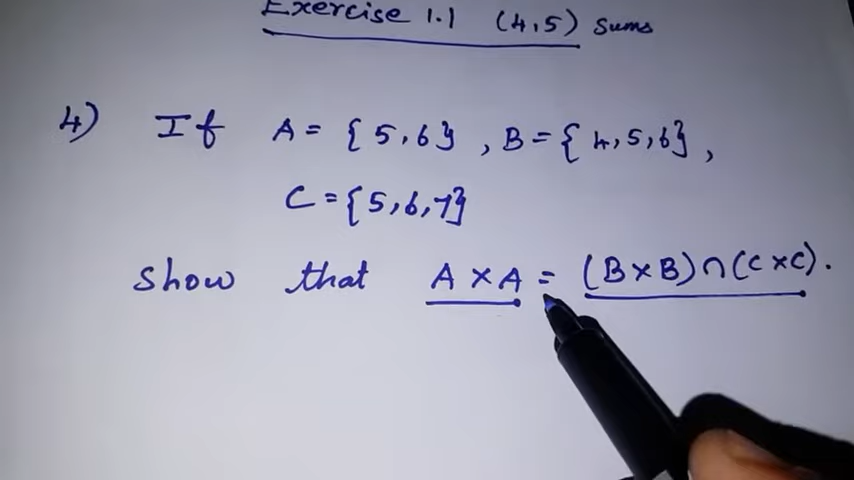 Exercise 1.1 (4,5) sums
4) If A = {5,6}, B = {4,5,6},
C = {5,6,7}
show that A × A = (B × B) ∩ (C × C).